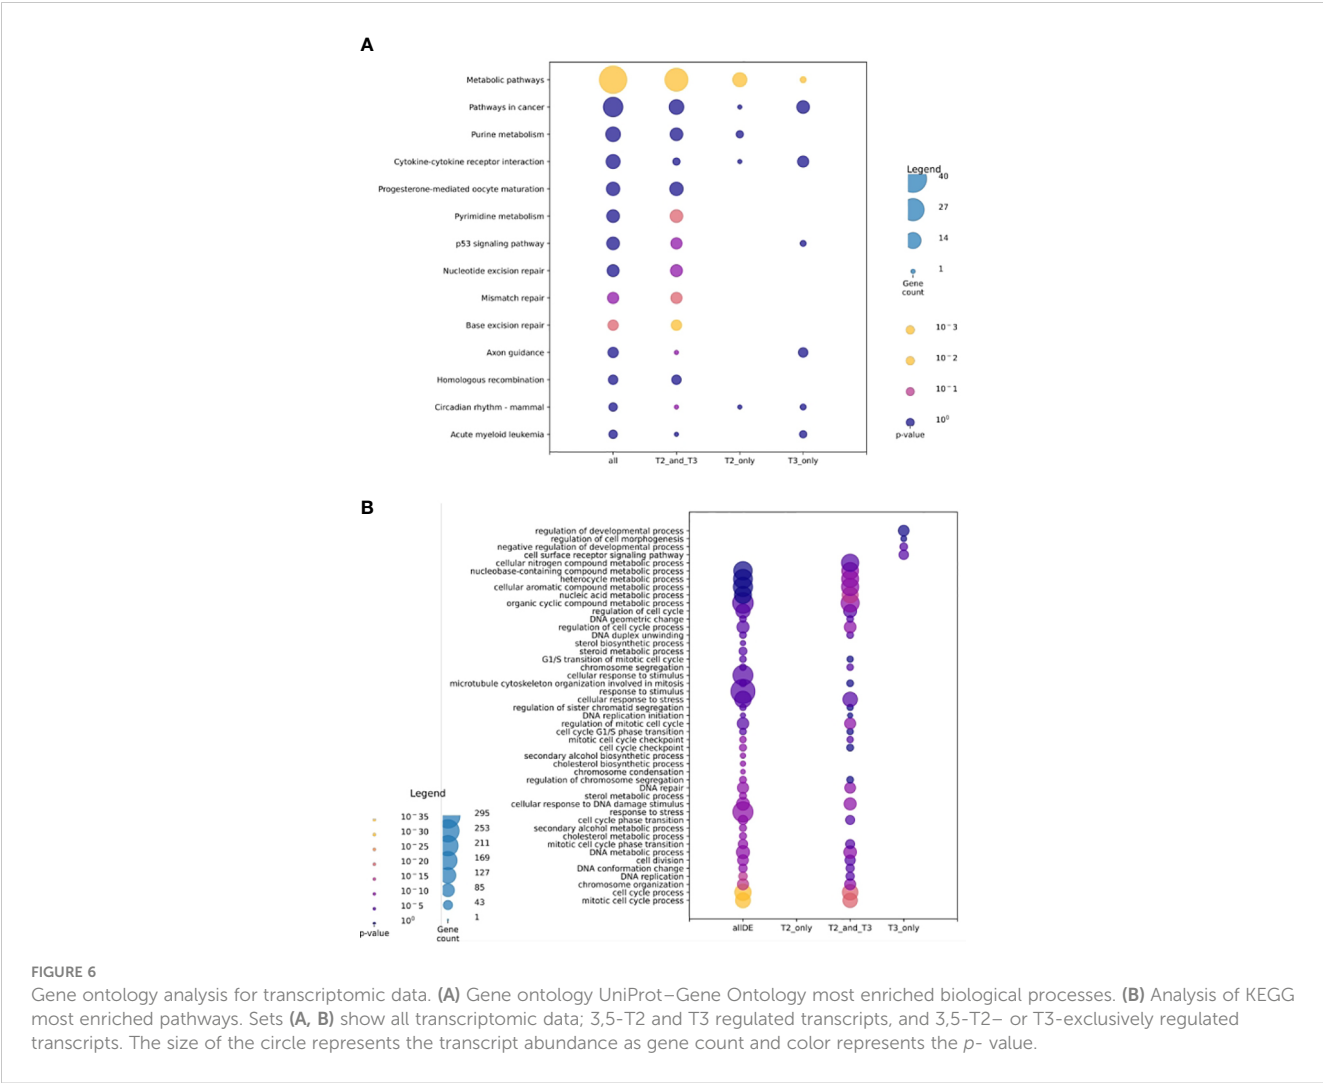 A
Metabolic pathways
Pathways in cancer
Purine metabolism
Cytokine-cytokine receptor interaction
Progesterone-mediated oocyte maturation
Pyrimidine metabolism
p53 signaling pathway
Nucleotide excision repair
Mismatch repair
Base excision repair
Axon guidance
Homologous recombination
Circadian rhythm - mammal
Acute myeloid leukemia
all T2_and_T3 T2_only T3_only
Legend
40
27
14
1
Gene
count
10⁻3
10⁻2
10⁻1
10⁰
p-value
B
regulation of developmental process
regulation of cell morphogenesis
negative regulation of developmental process
cell surface receptor signaling pathway
cellular nitrogen compound metabolic process
nucleobase-containing compound metabolic process
heterocycle metabolic process
cellular aromatic compound metabolic process
nucleic acid metabolic process
organic cyclic compound metabolic process
regulation of cell cycle
DNA geometric change
regulation of cell cycle process
DNA duplex unwinding
sterol biosynthetic process
steroid metabolic process
G1/S transition of mitotic cell cycle
chromosome segregation
cellular response to stimulus
microtubule cytoskeleton organization involved in mitosis
response to stimulus
cellular response to stress
regulation of sister chromatid segregation
DNA replication initiation
regulation of mitotic cell cycle
cell cycle G1/S phase transition
mitotic cell cycle checkpoint
cell cycle checkpoint
secondary alcohol biosynthetic process
cholesterol biosynthetic process
chromosome condensation
regulation of chromosome segregation
DNA repair
sterol metabolic process
cellular response to DNA damage stimulus
response to stress
cell cycle phase transition
secondary alcohol metabolic process
cholesterol metabolic process
mitotic cell cycle phase transition
DNA metabolic process
cell division
DNA conformation change
DNA replication
chromosome organization
cell cycle process
mitotic cell cycle process
allDE T2_only T2_and_T3 T3_only
Legend
10⁻35 295
10⁻30 253
10⁻25 211
10⁻20 169
10⁻15 127
10⁻10 85
10⁻5 43
10⁰ 1
p-value Gene
count
FIGURE 6
Gene ontology analysis for transcriptomic data. (A) Gene ontology UniProt–Gene Ontology most enriched biological processes. (B) Analysis of KEGG
most enriched pathways. Sets (A, B) show all transcriptomic data; 3,5-T2 and T3 regulated transcripts, and 3,5-T2– or T3-exclusively regulated
transcripts. The size of the circle represents the transcript abundance as gene count and color represents the p- value.